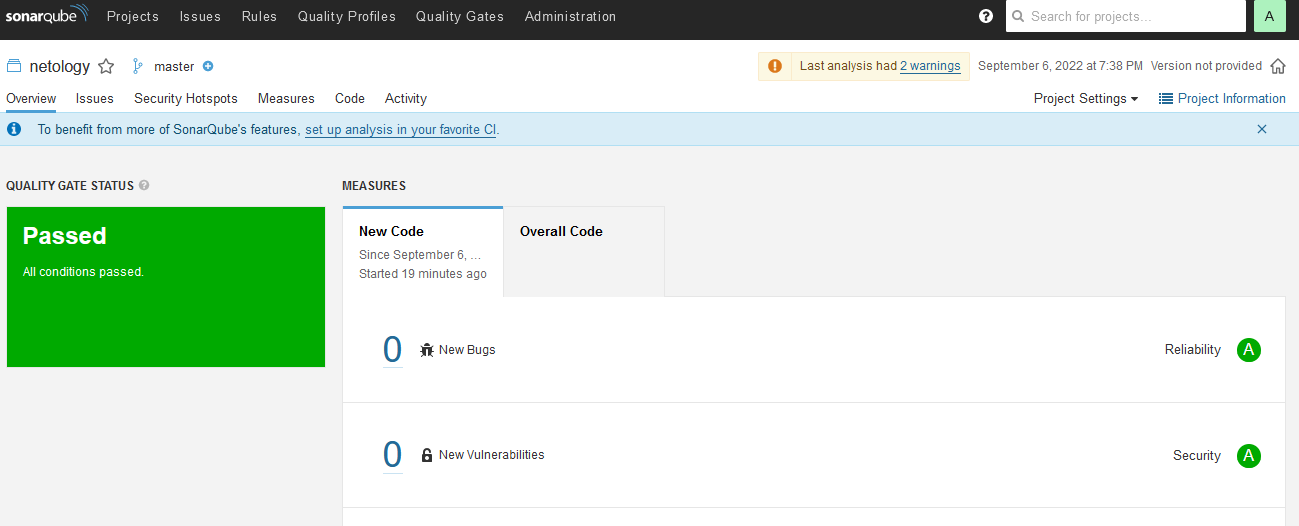 sonarqube Projects Issues Rules Quality Profiles Quality Gates Administration ? Search for projects... A
netology master Last analysis had 2 warnings September 6, 2022 at 7:38 PM Version not provided
Overview Issues Security Hotspots Measures Code Activity Project Settings Project Information
To benefit from more of SonarQube's features, set up analysis in your favorite CI.
QUALITY GATE STATUS ? MEASURES
Passed
All conditions passed.
New Code Overall Code
Since September 6, ...
Started 19 minutes ago
0 New Bugs Reliability A
0 New Vulnerabilities Security A